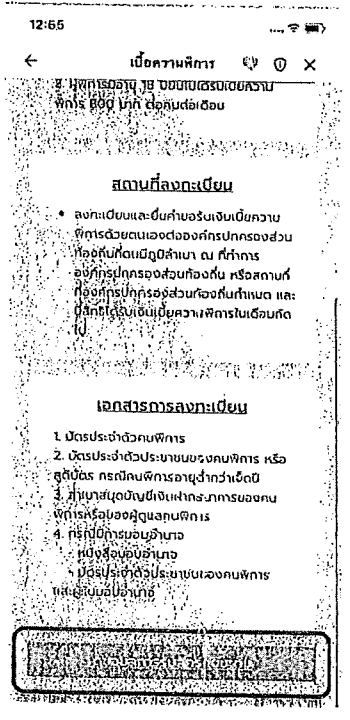 12:65
เบี้ยความพิการ
พิการ 800 บาท ต่อคนต่อเดือน
สถานที่ลงทะเบียน
• ลงทะเบียนและยื่นคำขอรับเงินเบี้ยความ
พิการด้วยตนเองต่อองค์กรปกครองส่วน
ท้องถิ่นที่ตนมีภูมิลำเนา ณ ที่ทำการ
องค์กรปกครองส่วนท้องถิ่น หรือสถานที่
ที่องค์กรปกครองส่วนท้องถิ่นกำหนด และ
มีสิทธิได้รับเงินเบี้ยความพิการในเดือนถัด
ไป
เอกสารการลงทะเบียน
1. บัตรประจำตัวคนพิการ
2. บัตรประจำตัวประชาชนของคนพิการ หรือ
สูติบัตร กรณีคนพิการอายุต่ำกว่าเจ็ดปี
3. สำเนาสมุดบัญชีเงินฝากธนาคารของคน
พิการหรือของผู้ดูแลคนพิการ
4. กรณีมีการมอบอำนาจ
- หนังสือมอบอำนาจ
- บัตรประจำตัวประชาชนของคนพิการ
และผู้รับมอบอำนาจ